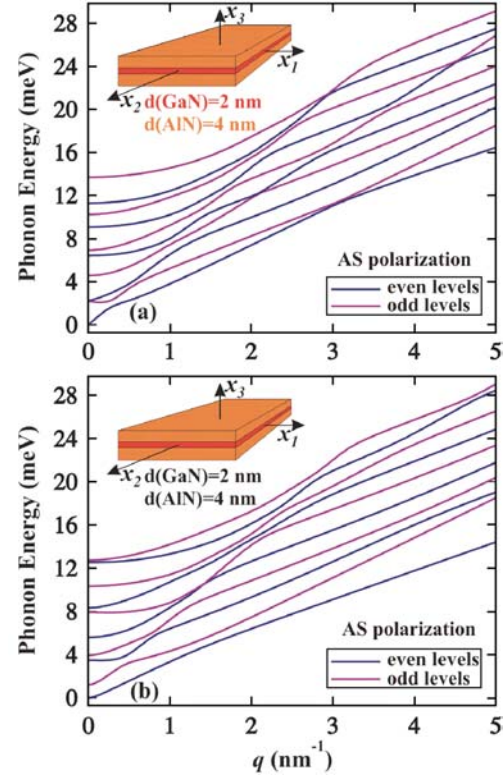 (a)
Phonon Energy (meV)
28
24
20
16
12
8
4
0
x3
x1
x2
d(GaN)=2 nm
d(AlN)=4 nm
AS polarization
even levels
odd levels
(a)
0 1 2 3 4 5
Phonon Energy (meV)
28
24
20
16
12
8
4
0
x3
x1
x2
d(GaN)=2 nm
d(AlN)=4 nm
AS polarization
even levels
odd levels
(b)
0 1 2 3 4 5
q (nm⁻¹)